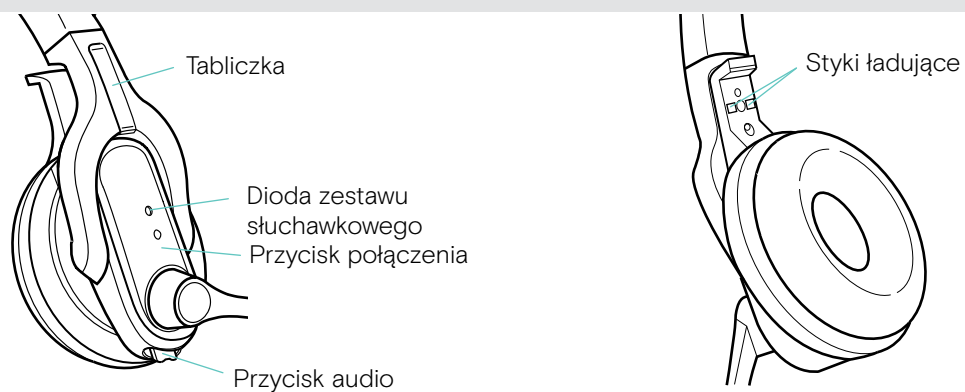 Tabliczka
Styki ładujące
Dioda zestawu
słuchawkowego
Przycisk połączenia
Przycisk audio